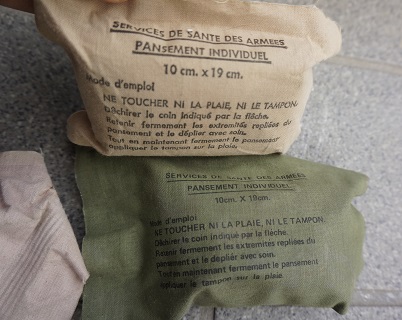 SERVICES DE SANTE DES ARMEES
PANSEMENT INDIVIDUEL
10 cm. x 19 cm.
Mode d'emploi
NE TOUCHER NI LA PLAIE, NI LE TAMPON.
Déchirer le coin indiqué par la flèche.
Retenir fermement les extremités repliées du
pansement et le déplier avec soin.
Tout en maintenant fermement le pansement
appliquer le tampon sur la plaie.
SERVICES DE SANTE DES ARMEES
PANSEMENT INDIVIDUEL
10cm. X 19cm.
d'emploi
NE TOUCHER NI LA PLAIE, NI LE TAMPON.
Déchirer le coin indiqué par la flèche.
Retenir fermement les extremités repliées du
pansement et le déplier avec soin.
Tout en maintenant fermement le pansement
appliquer le tampon sur la plaie